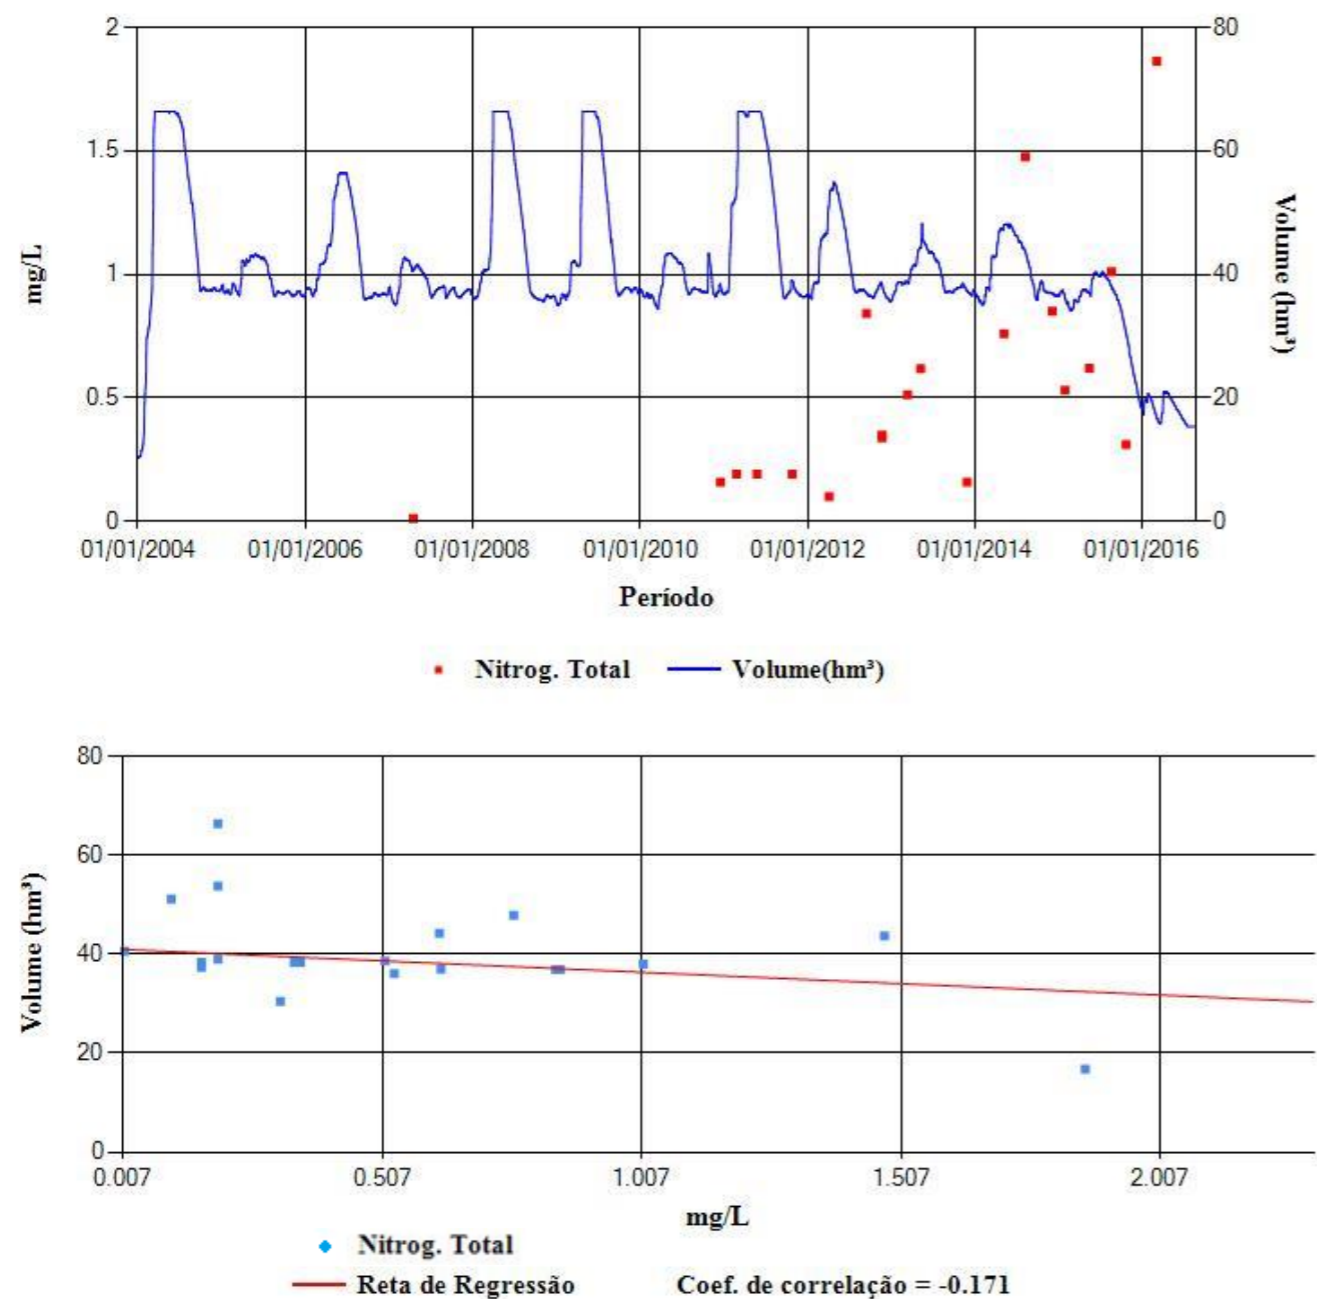 2
80
1.5
60
mg/L
Volume (hm³)
1
40
0.5
20
0
0
01/01/2004 01/01/2006 01/01/2008 01/01/2010 01/01/2012 01/01/2014 01/01/2016
Período
Nitrog. Total Volume(hm³)
80
60
Volume (hm³)
40
20
0
0.007 0.507 1.007 1.507 2.007
mg/L
Nitrog. Total
Reta de Regressão Coef. de correlação = -0.171